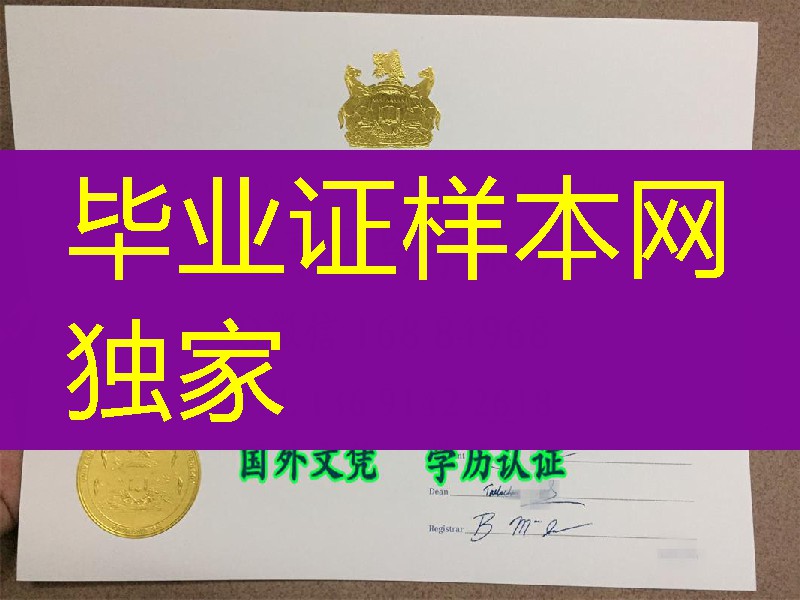 毕业证样本网
独家
国外文凭 学历认证
Dean
Registrar